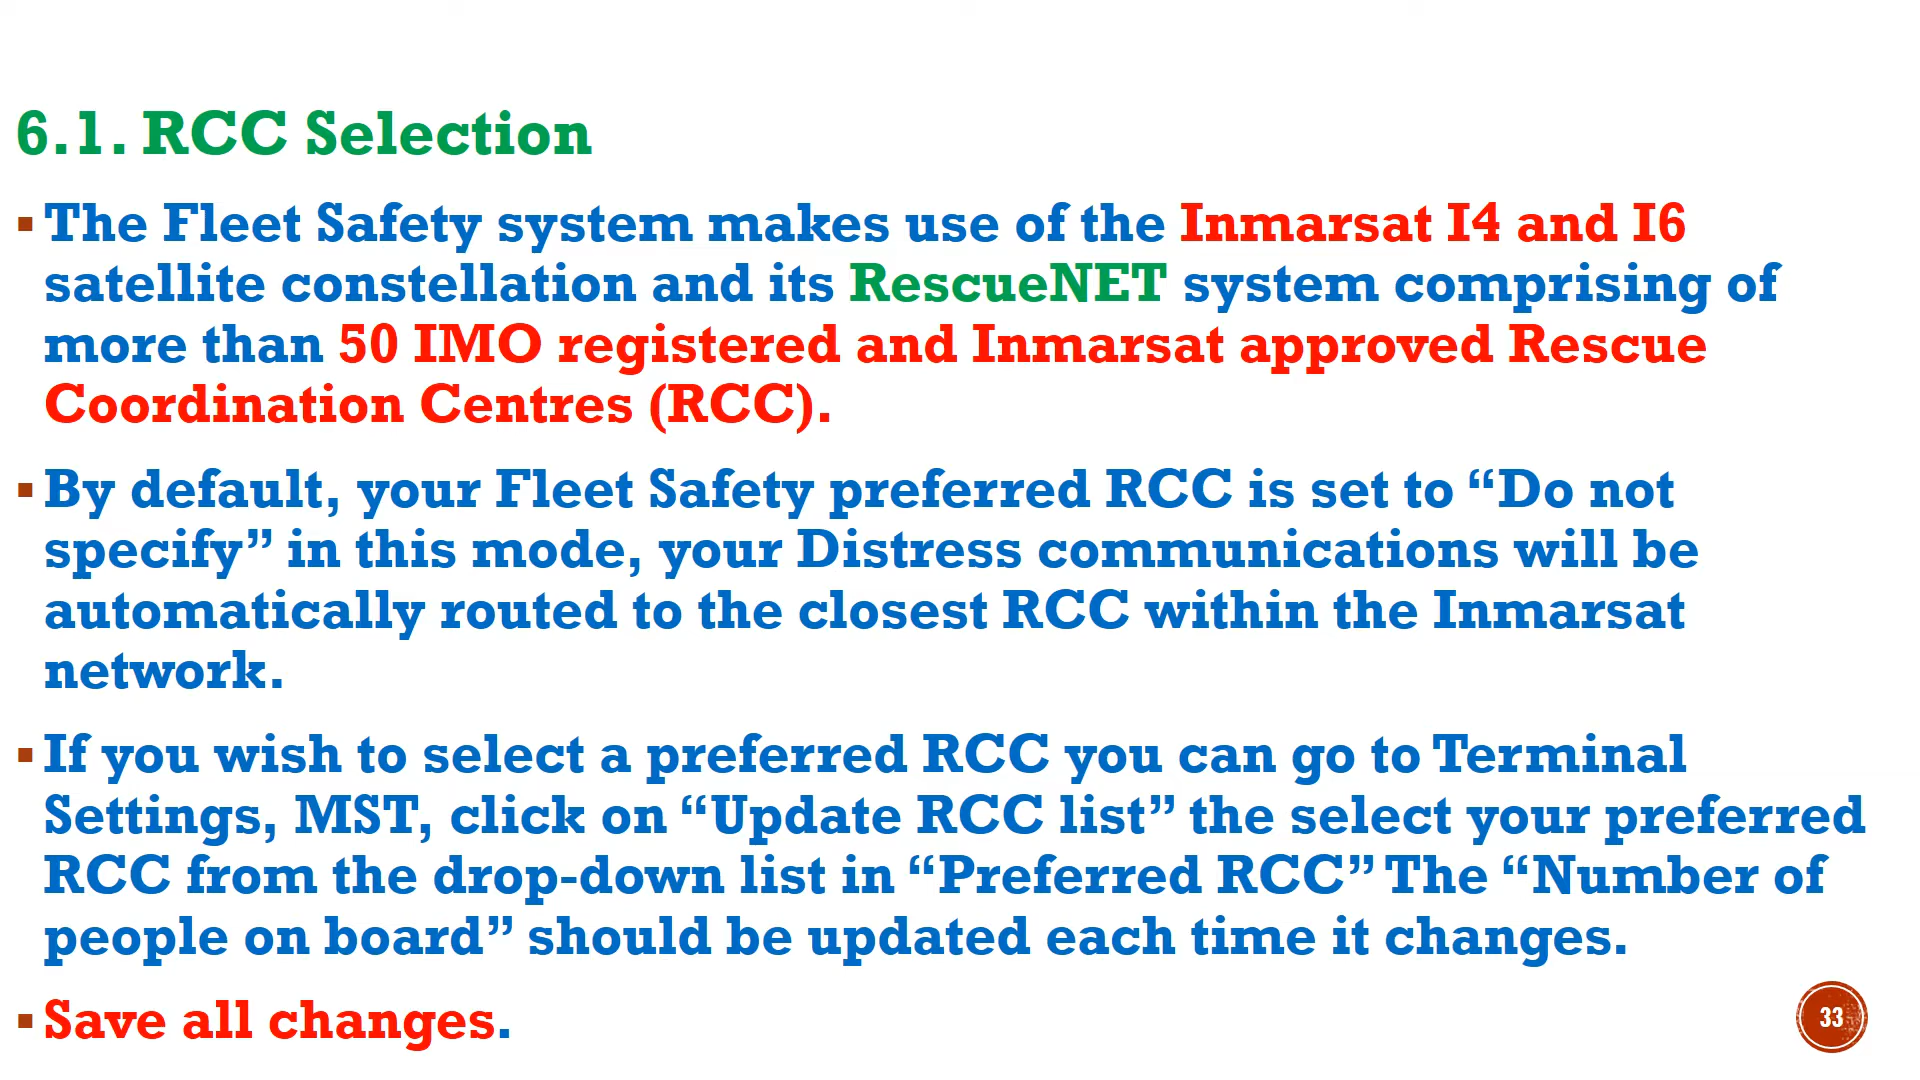 6.1. RCC Selection
▪ The Fleet Safety system makes use of the Inmarsat I4 and I6
satellite constellation and its RescueNET system comprising of
more than 50 IMO registered and Inmarsat approved Rescue
Coordination Centres (RCC).
▪ By default, your Fleet Safety preferred RCC is set to “Do not
specify” in this mode, your Distress communications will be
automatically routed to the closest RCC within the Inmarsat
network.
▪ If you wish to select a preferred RCC you can go to Terminal
Settings, MST, click on “Update RCC list” the select your preferred
RCC from the drop-down list in “Preferred RCC” The “Number of
people on board” should be updated each time it changes.
▪ Save all changes.
33